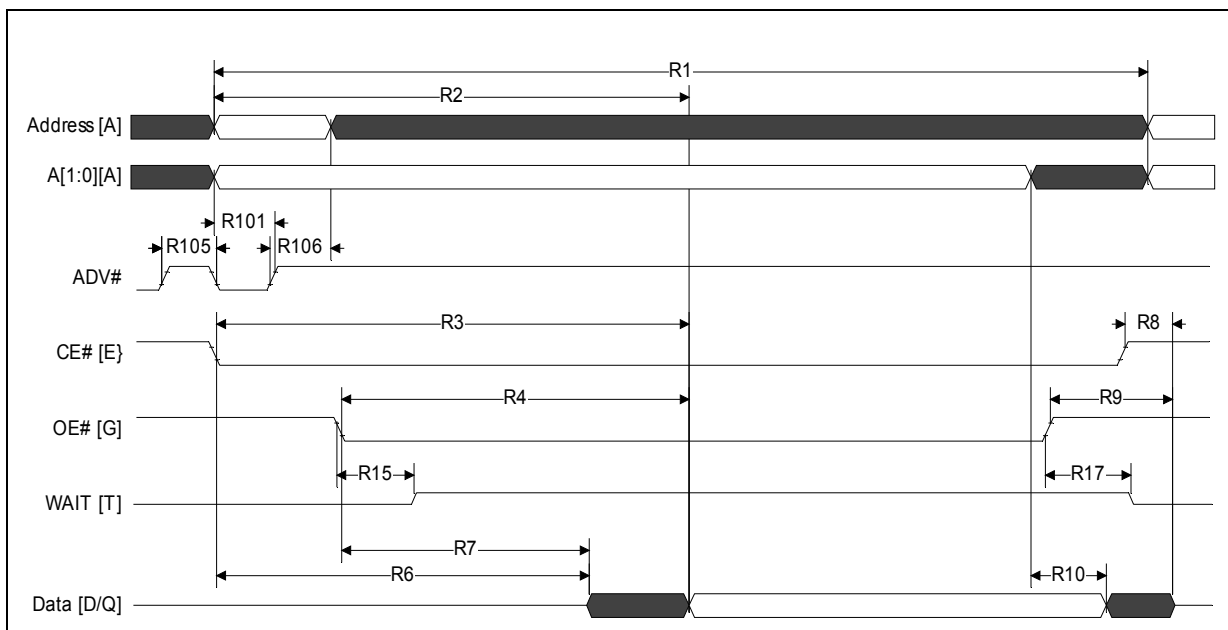 R1
R2
Address [A]
A[1:0][A]
R101
R105
R106
ADV#
R3
R8
CE# [E}
R4
R9
OE# [G]
R15
R17
WAIT [T]
R7
R6
R10
Data [D/Q]